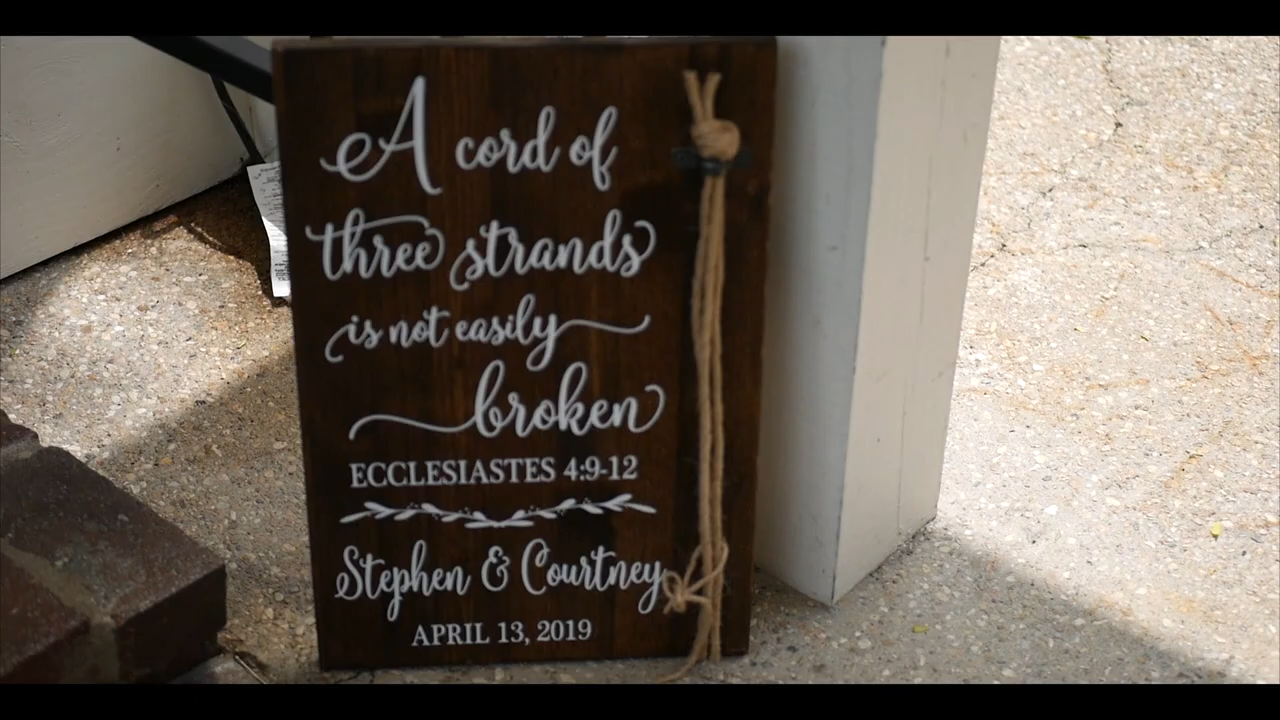 A cord of
three strands
is not easily
broken
ECCLESIASTES 4:9-12
Stephen & Courtney
APRIL 13, 2019